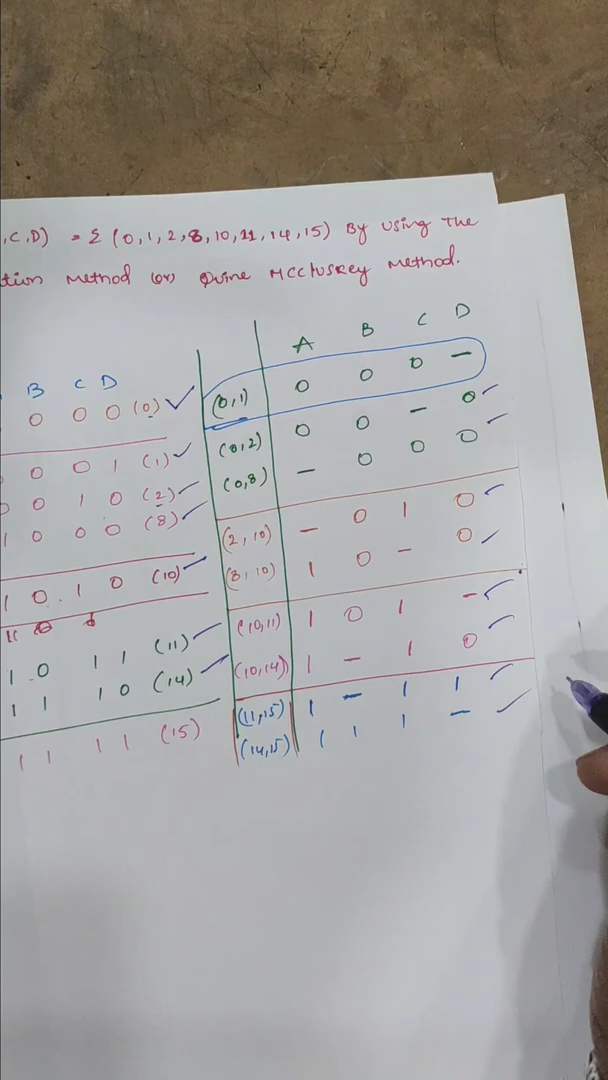 ,C,D) = Σ (0,1,2,8,10,11,14,15) By using The
tion Method (or) Quine MCCluskey Method.
A B C D
(0,1) 0 0 0 –
(0,2) 0 0 – 0 ✓
(0,8) – 0 0 0 ✓
(2,10) – 0 1 0 ✓
(8,10) 1 0 – 0 ✓
(10,11) 1 0 1 – ✓
(10,14) 1 – 1 0 ✓
(11,15) 1 – 1 1 ✓
(14,15) 1 1 1 – ✓
B C D
0 0 0 (0) ✓
0 0 1 (1) ✓
0 0 1 0 (2) ✓
1 0 0 0 (8) ✓
1 0 1 0 (10) ✓
1 0 1 1 (11) ✓
1 1 1 0 (14) ✓
1 1 1 1 (15)